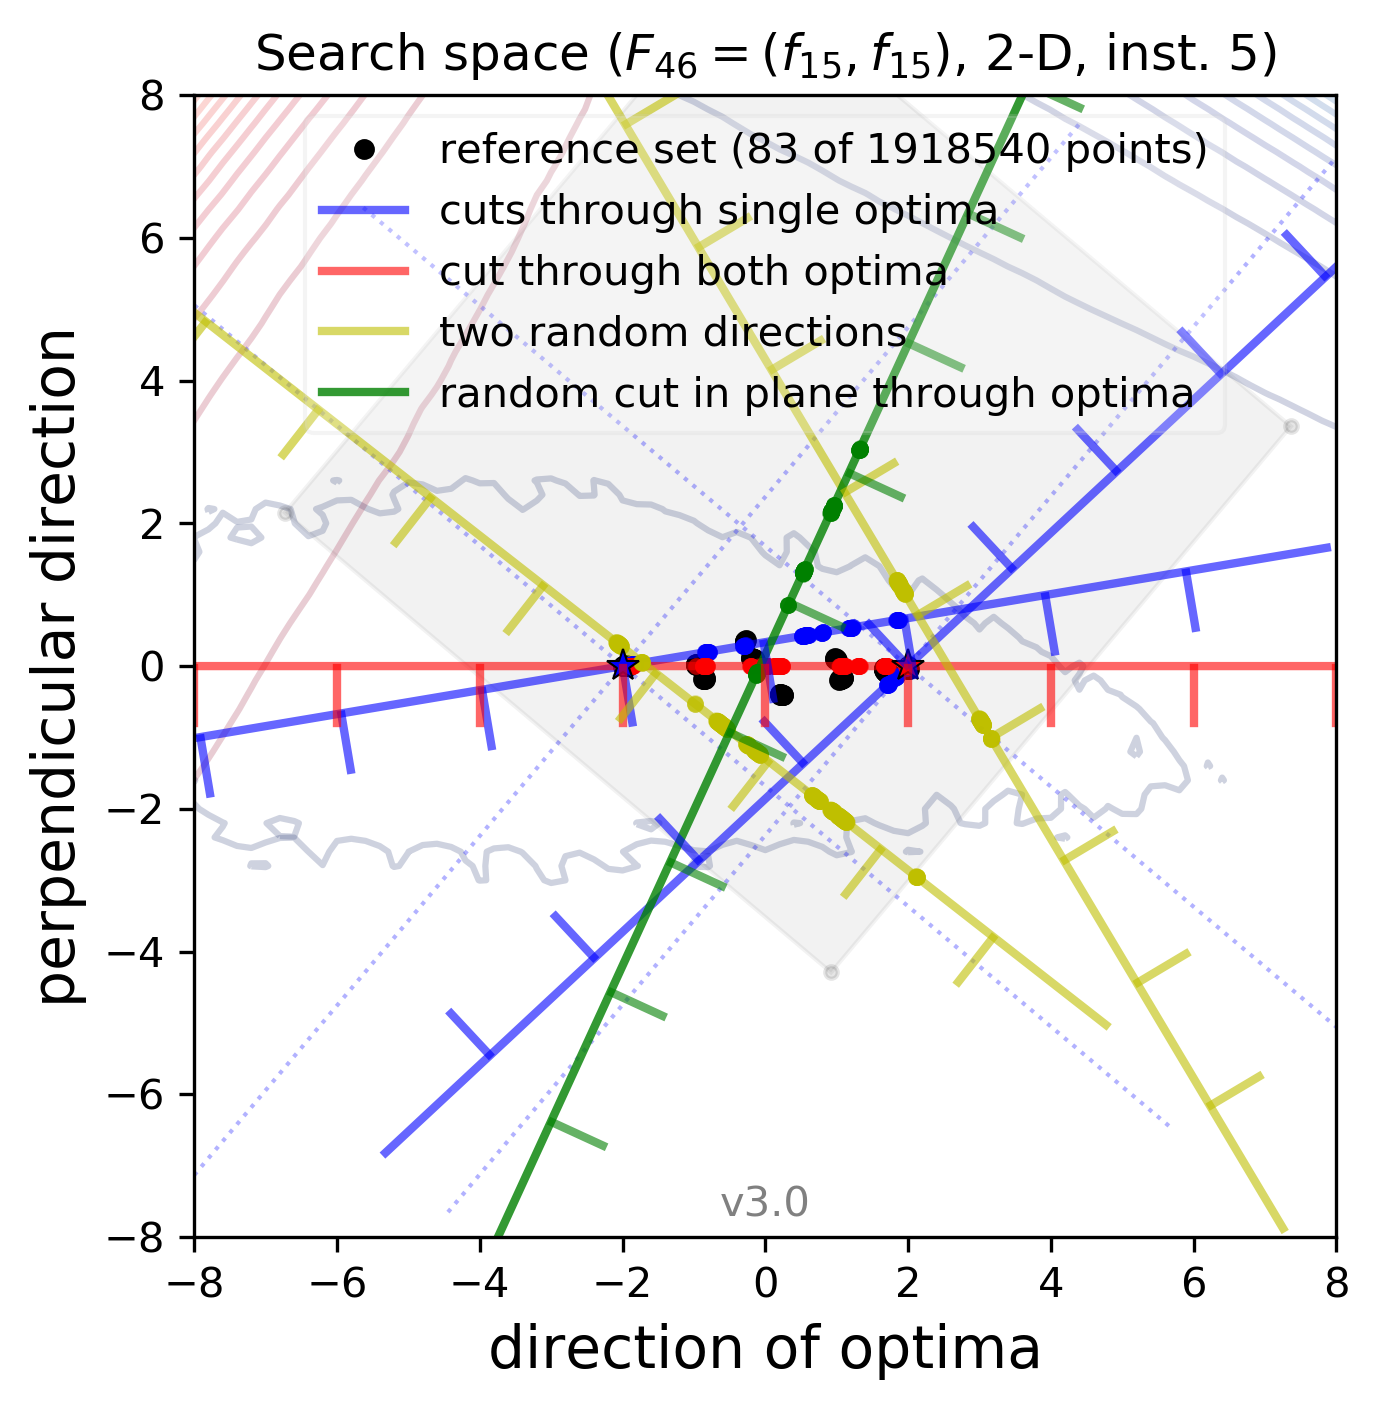 Search space (F₄₆ = (f₁₅, f₁₅), 2-D, inst. 5)
reference set (83 of 1918540 points)
cuts through single optima
cut through both optima
two random directions
random cut in plane through optima
perpendicular direction
8
6
4
2
0
−2
−4
−6
−8
v3.0
−8 −6 −4 −2 0 2 4 6 8
direction of optima